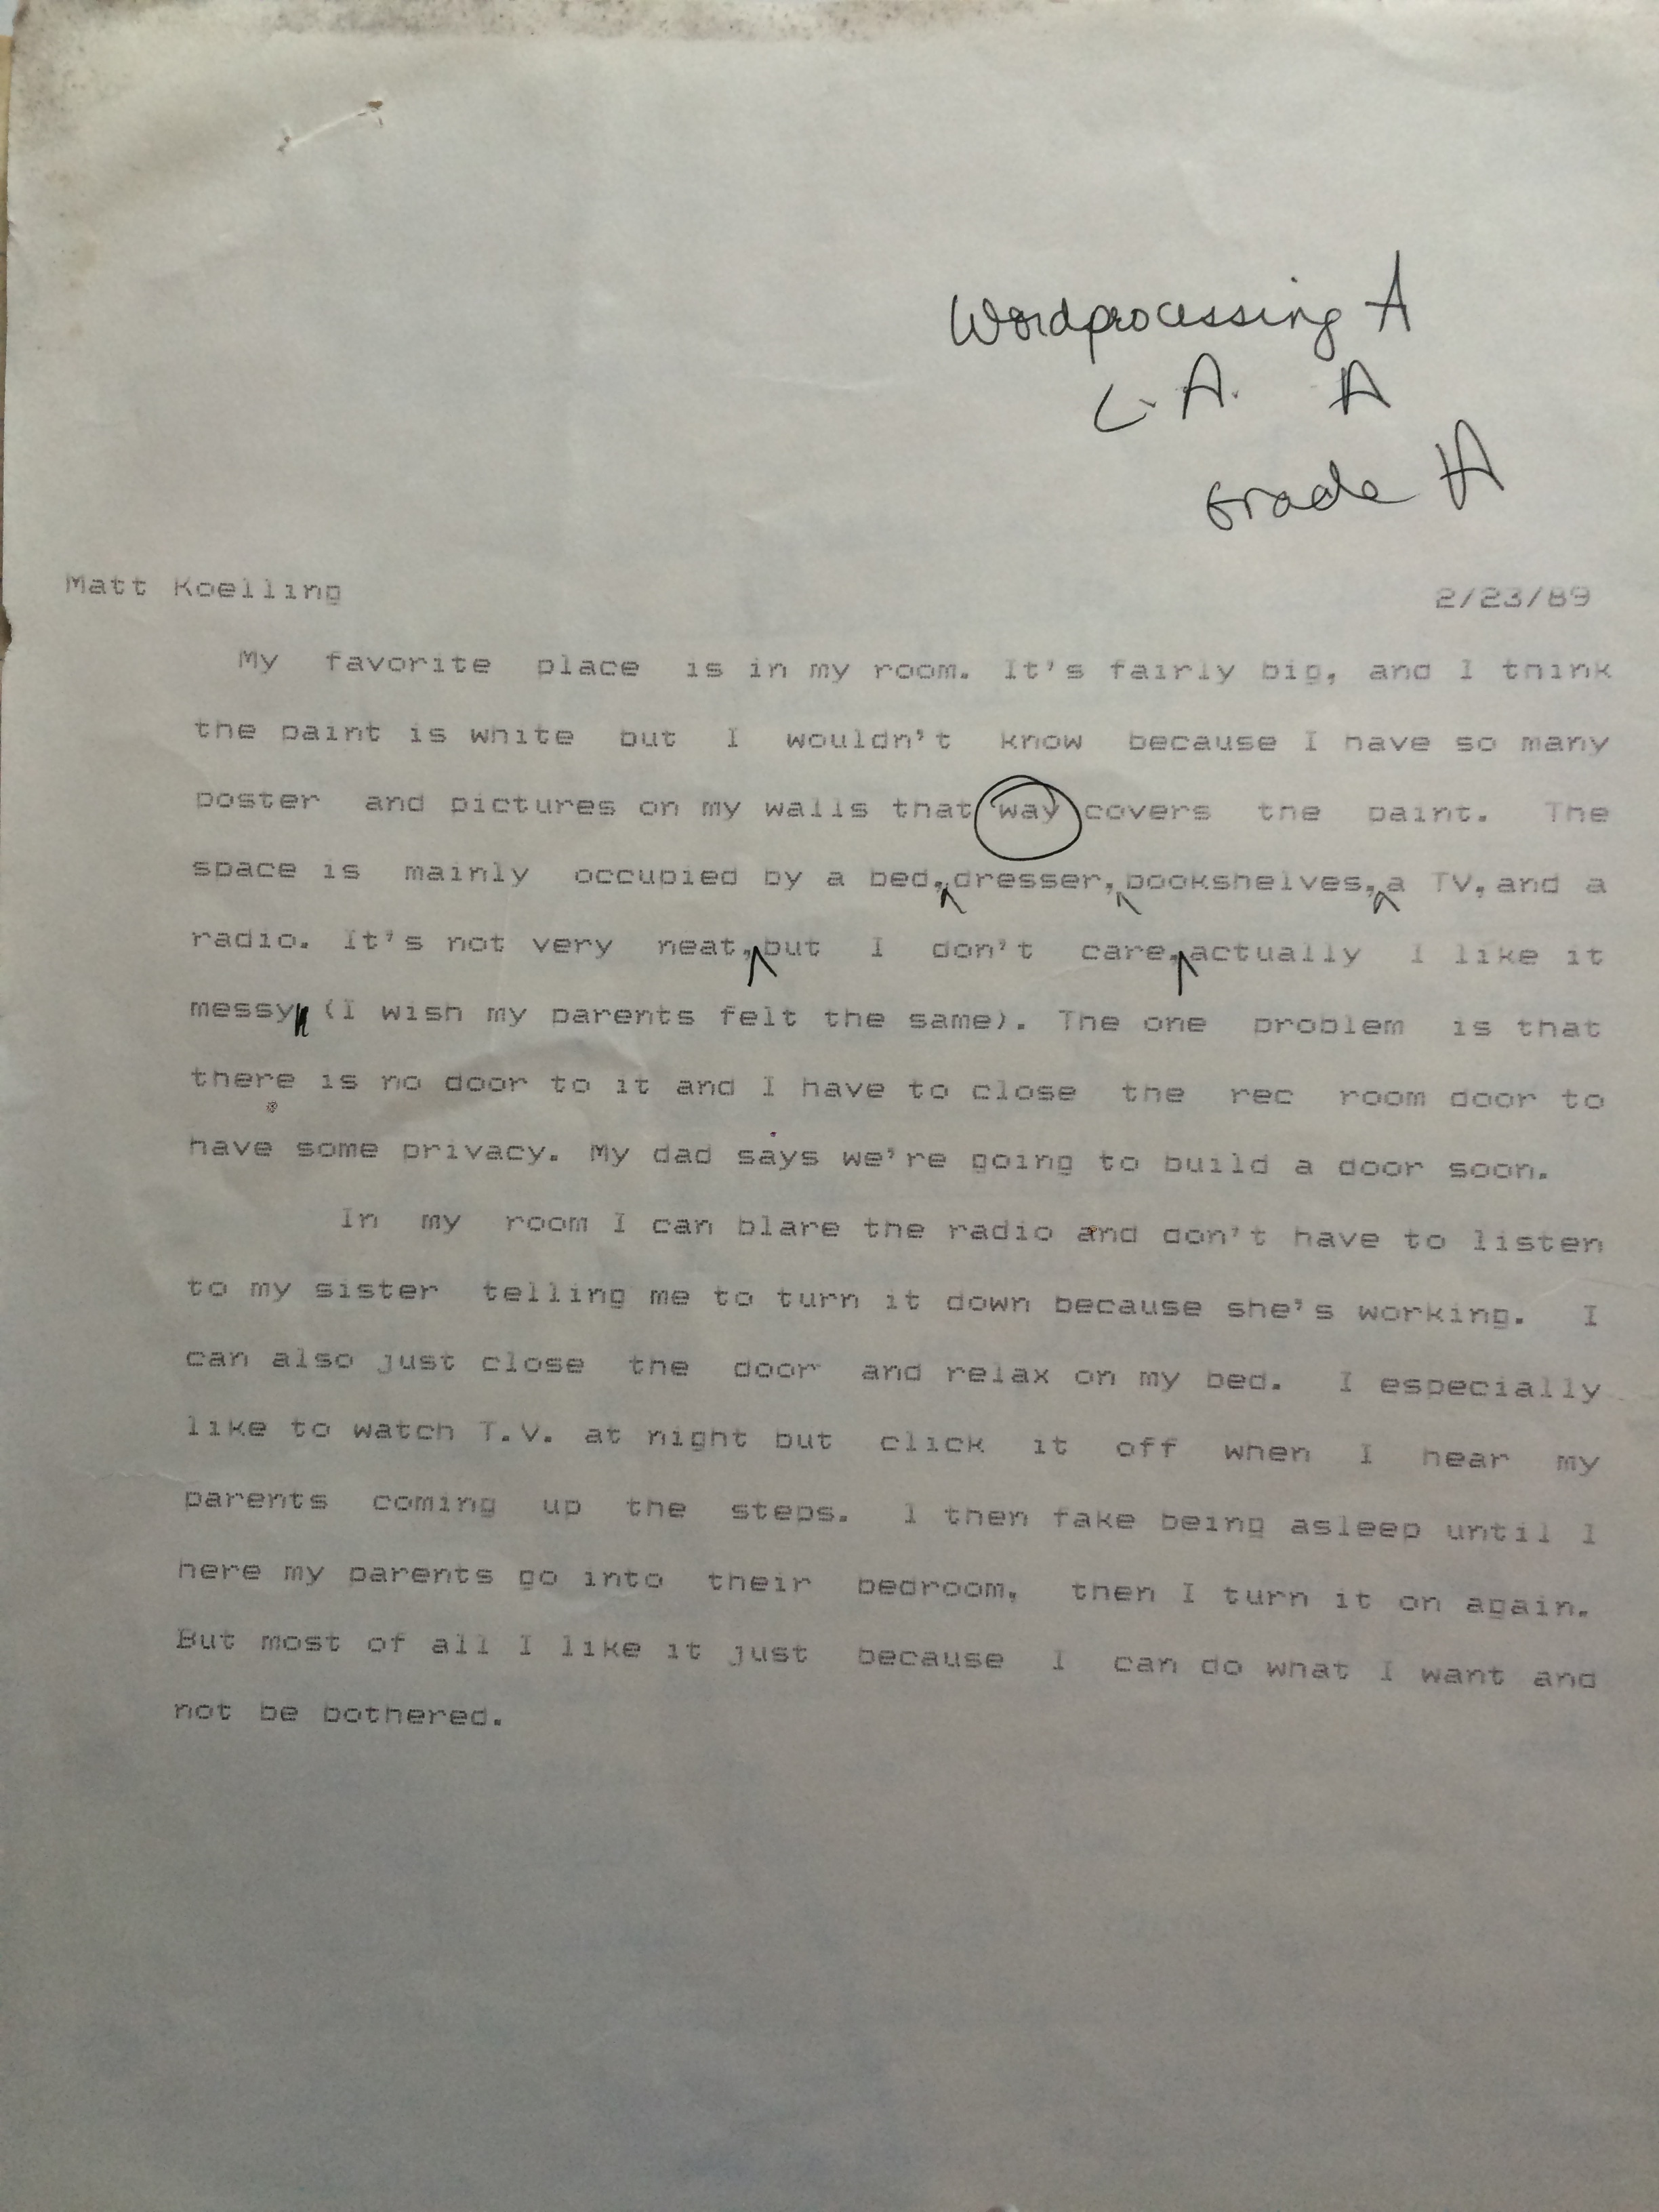 Wordprocessing A
L.A. A
Grade A
Matt Koelling 2/23/89
My favorite place is in my room. It's fairly big, and I think
the paint is white but I wouldn't know because I have so many
poster and pictures on my walls that way covers the paint. The
space is mainly occupied by a bed, dresser, bookshelves, a TV, and a
radio. It's not very neat, but I don't care, actually I like it
messy (I wish my parents felt the same). The one problem is that
there is no door to it and I have to close the rec room door to
have some privacy. My dad says we're going to build a door soon.
In my room I can blare the radio and don't have to listen
to my sister telling me to turn it down because she's working. I
can also just close the door and relax on my bed. I especially
like to watch T.V. at night but click it off when I hear my
parents coming up the steps. I then fake being asleep until I
here my parents go into their bedroom, then I turn it on again.
But most of all I like it just because I can do what I want and
not be bothered.